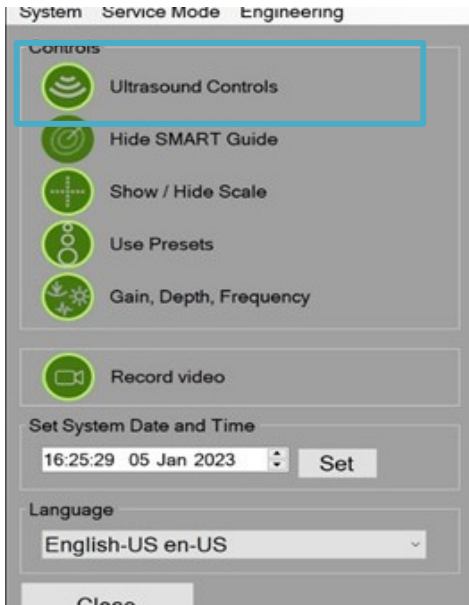 System Service Mode Engineering
Controls
Ultrasound Controls
Hide SMART Guide
Show / Hide Scale
Use Presets
Gain, Depth, Frequency
Record video
Set System Date and Time
16:25:29 05 Jan 2023 Set
Language
English-US en-US
Close